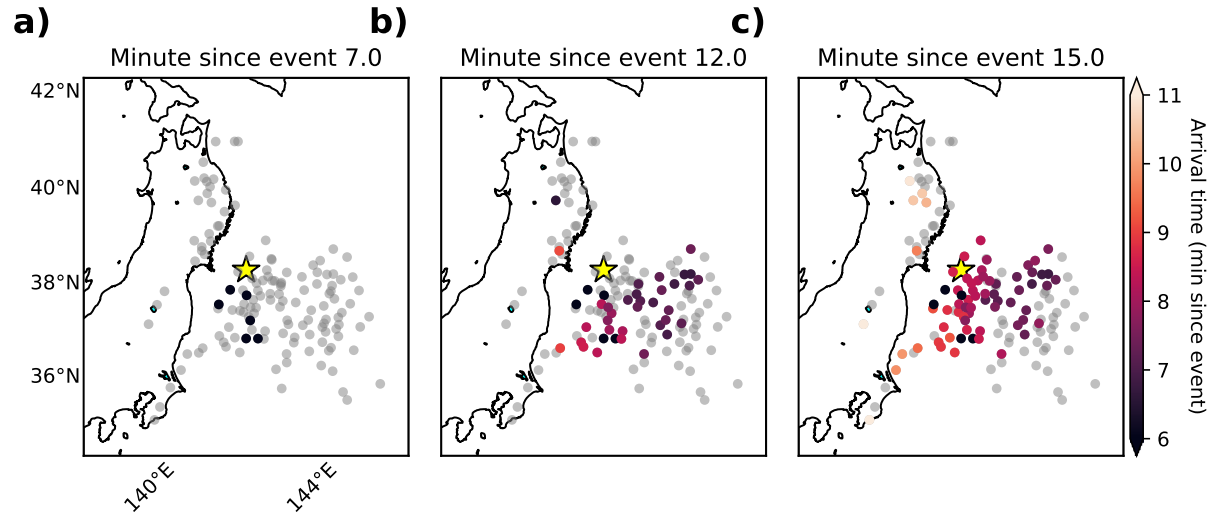 a)
b)
c)
Minute since event 7.0
Minute since event 12.0
Minute since event 15.0
42°N
40°N
38°N
36°N
140°E
144°E
11
10
9
8
7
6
Arrival time (min since event)